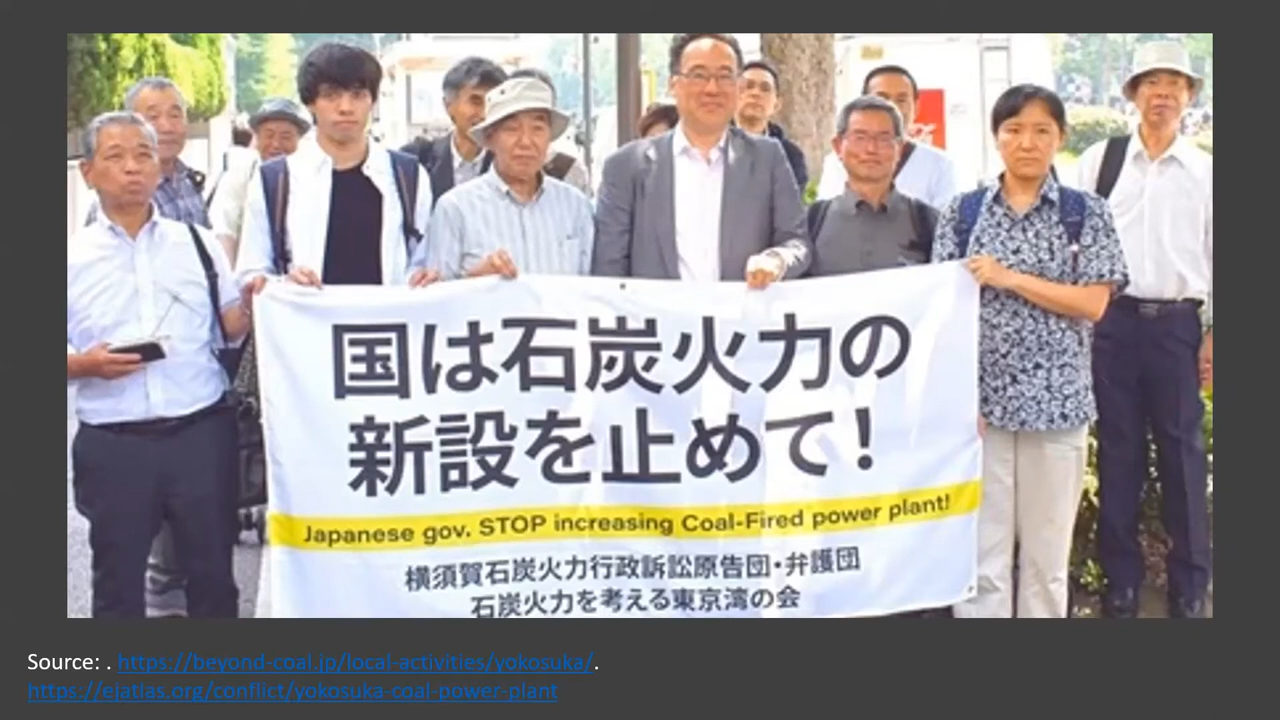 国は石炭火力の
新設を止めて!
Japanese gov. STOP increasing Coal-Fired power plant!
横須賀石炭火力行政訴訟原告団・弁護団
石炭火力を考える東京湾の会
Source: . https://beyond-coal.jp/local-activities/yokosuka/.
https://ejatlas.org/conflict/yokosuka-coal-power-plant